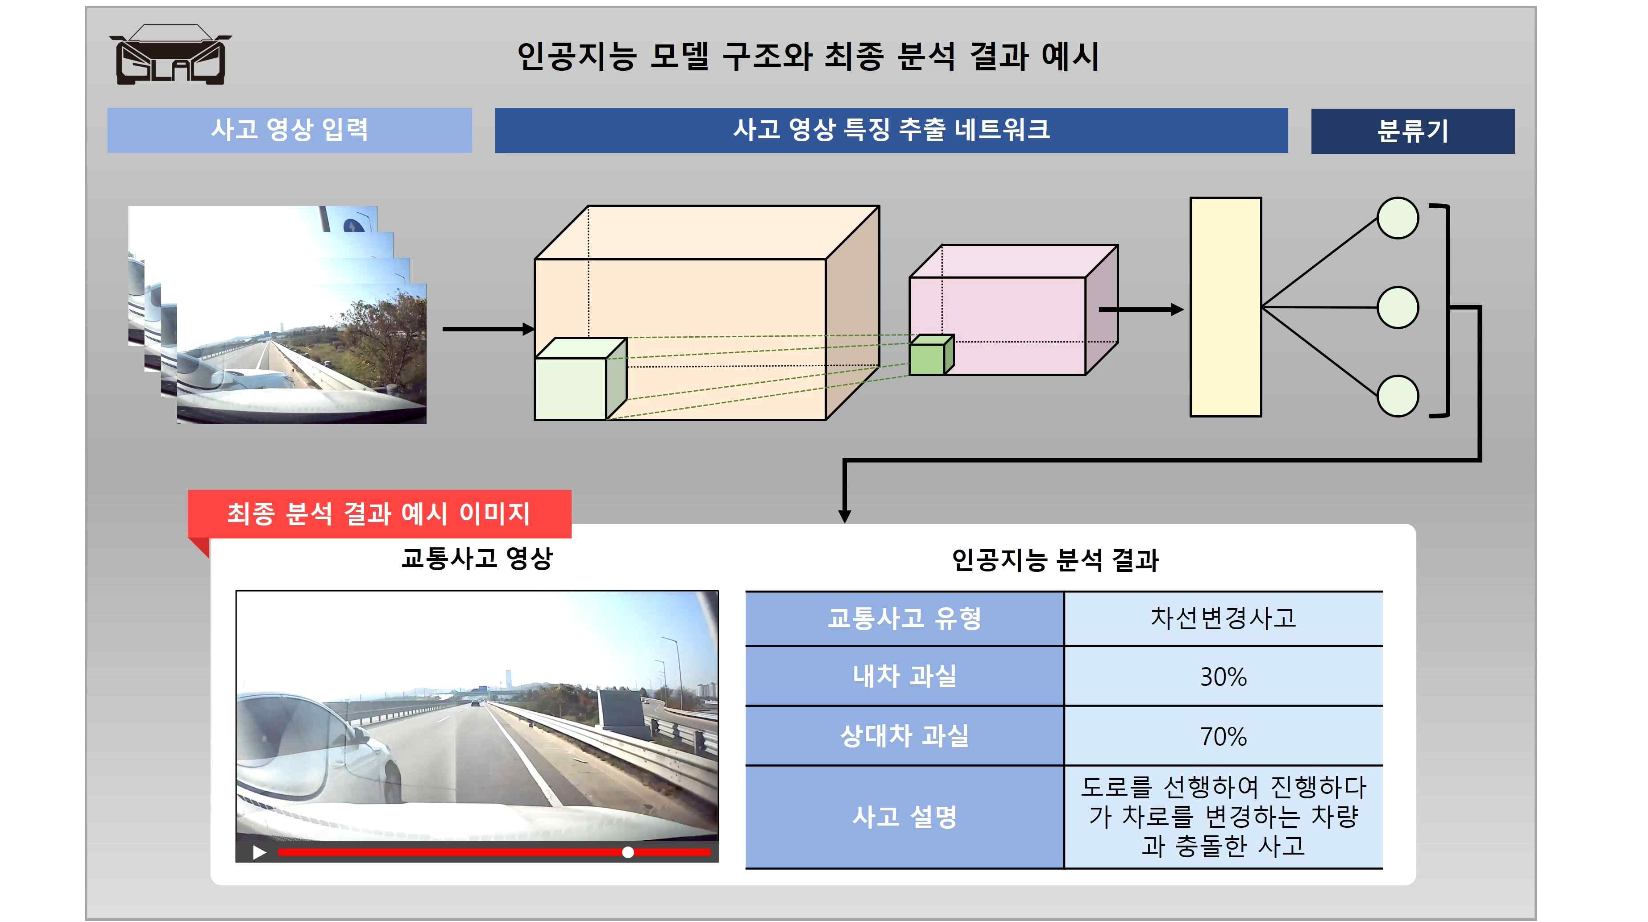 SLAC
인공지능 모델 구조와 최종 분석 결과 예시
사고 영상 입력
사고 영상 특징 추출 네트워크
분류기
최종 분석 결과 예시 이미지
교통사고 영상
인공지능 분석 결과
교통사고 유형
차선변경사고
내차 과실
30%
상대차 과실
70%
사고 설명
도로를 선행하여 진행하다
가 차로를 변경하는 차량
과 충돌한 사고